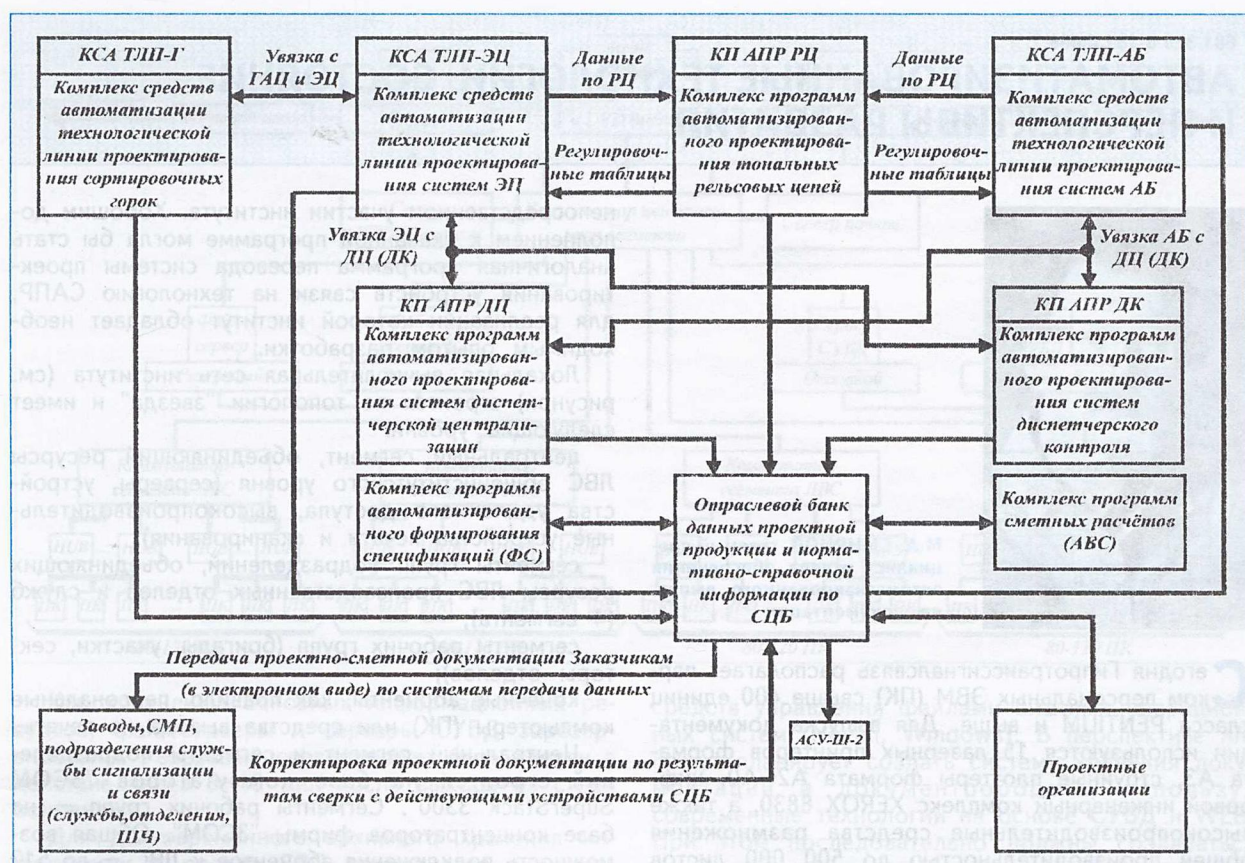 КСА ТЛП-Г
Комплекс средств
автоматизации
технологической
линии проектирова-
ния сортировочных
горок
Увязка с
ГАЦ и ЭЦ
КСА ТЛП-ЭЦ
Комплекс средств
автоматизации
технологической
линии проектирова-
ния систем ЭЦ
Данные
по РЦ
Регулировоч-
ные таблицы
КП АПР РЦ
Комплекс программ
автоматизирован-
ного проектирова-
ния тональных
рельсовых цепей
Данные
по РЦ
Регулировоч-
ные таблицы
КСА ТЛП-АБ
Комплекс средств
автоматизации
технологической
линии проектирова-
ния систем АБ
Увязка ЭЦ с
ДЦ (ДК)
Увязка АБ с
ДЦ (ДК)
КП АПР ДЦ
Комплекс программ
автоматизирован-
ного проектирова-
ния систем диспет-
черской централи-
зации
КП АПР ДК
Комплекс программ
автоматизирован-
ного проектирова-
ния систем
диспетчерского
контроля
Комплекс программ
автоматизирован-
ного формирования
спецификаций (ФС)
Отраслевой банк
данных проектной
продукции и норма-
тивно-справочной
информации по
СЦБ
Комплекс программ
сметных расчётов
(АВС)
Передача проектно-сметной документации Заказчикам
(в электронном виде) по системам передачи данных
Заводы, СМП,
подразделения служ-
бы сигнализации
и связи
(службы,отделения,
ШЧ)
Корректировка проектной документации по результа-
там сверки с действующими устройствами СЦБ
АСУ-Ш-2
Проектные
организации